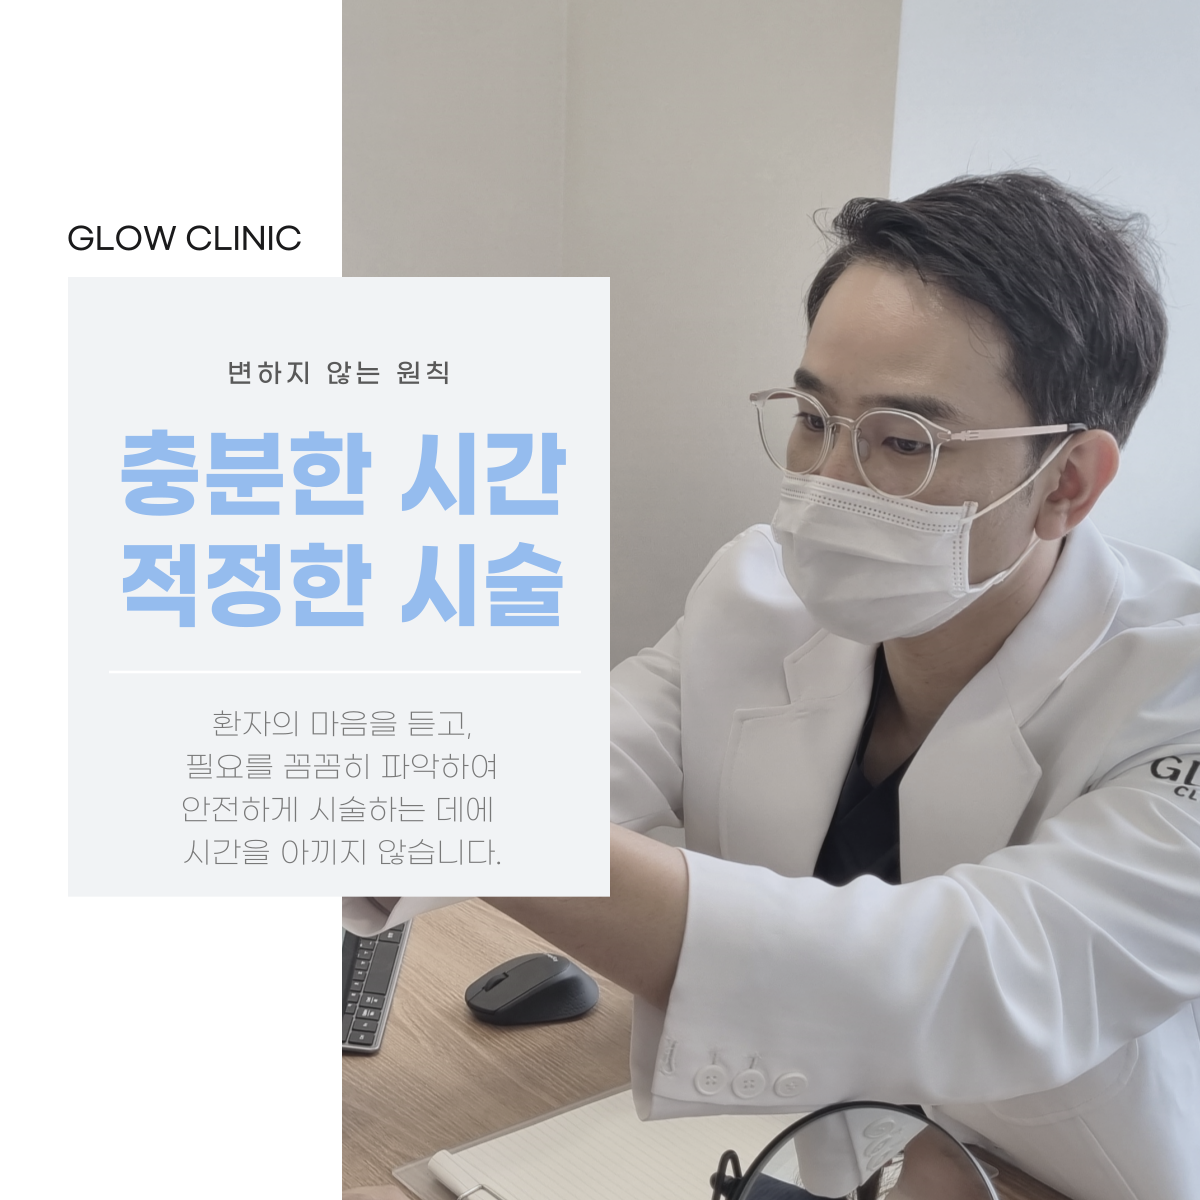 GLOW CLINIC
변하지 않는 원칙
충분한 시간
적정한 시술
환자의 마음을 듣고,
필요를 꼼꼼히 파악하여
안전하게 시술하는 데에
시간을 아끼지 않습니다.